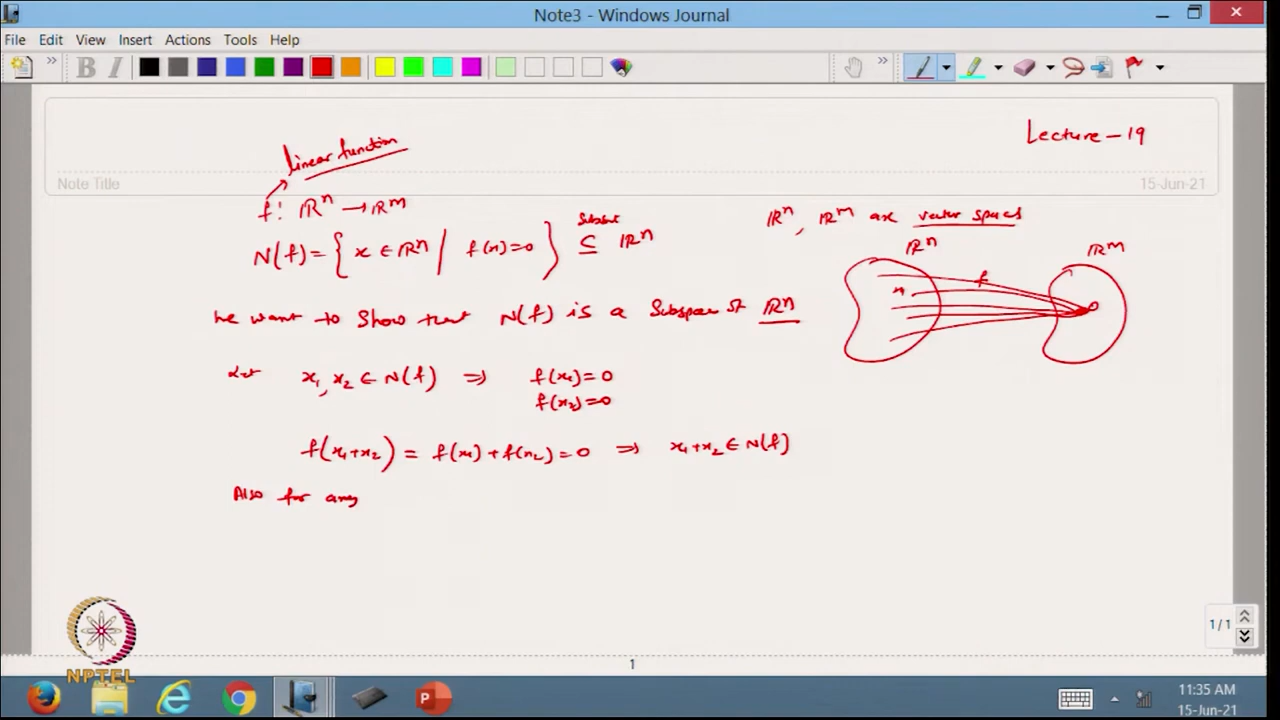 Note3 - Windows Journal
File Edit View Insert Actions Tools Help
Lecture-19
linear function
Note Title
15-Jun-21
f: ℝⁿ → ℝᵐ
ℝⁿ, ℝᵐ are vector spaces
N(f) = { x ∈ ℝⁿ | f(x)=0 } ⊆ ℝⁿ
Subset
ℝⁿ
ℝᵐ
x
f
0
We want to Show that N(f) is a Subspace of ℝⁿ
Let x₁, x₂ ∈ N(f) ⇒ f(x₁)=0
f(x₂)=0
f(x₁+x₂) = f(x₁)+f(x₂)=0 ⇒ x₁+x₂ ∈ N(f)
Also for any
1/1
NPTEL
1
11:35 AM
15-Jun-21